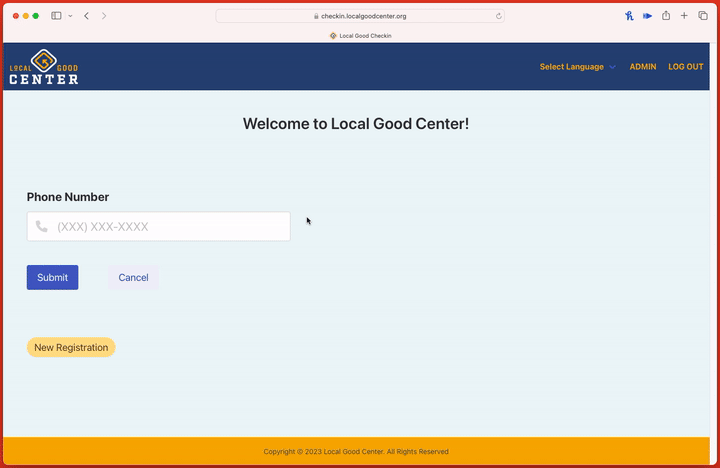 checkin.localgoodcenter.org
Local Good Checkin
LOCAL GOOD
CENTER
Select Language
ADMIN
LOG OUT
Welcome to Local Good Center!
Phone Number
(XXX) XXX-XXXX
Submit
Cancel
New Registration
Copyright © 2023 Local Good Center. All Rights Reserved